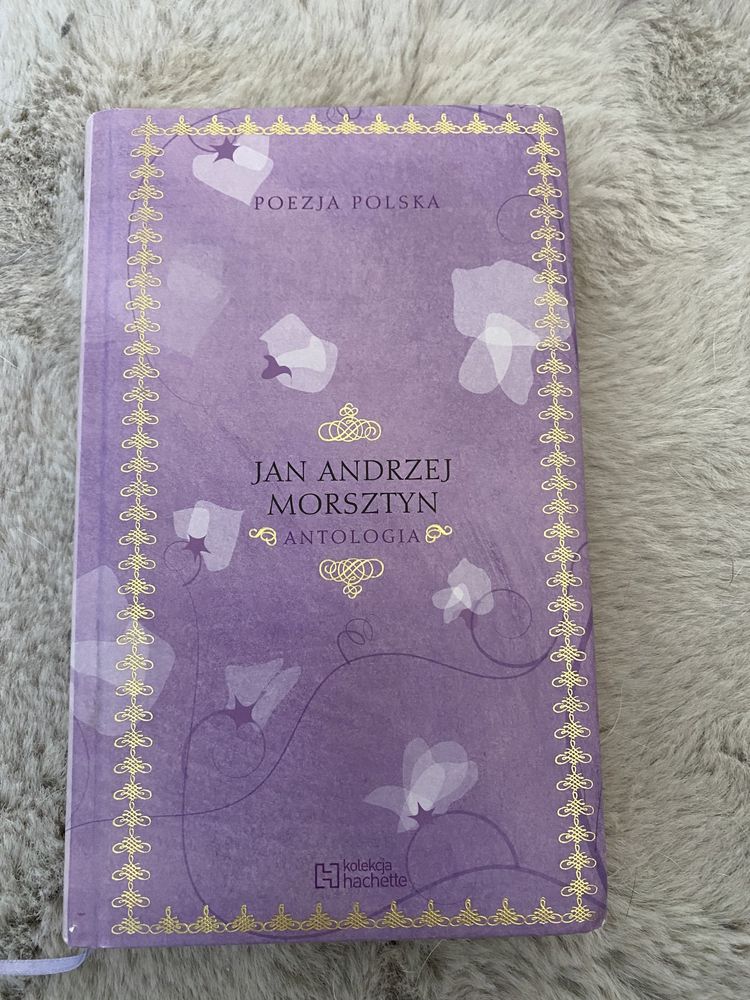 POEZJA POLSKA
JAN ANDRZEJ
MORSZTYN
ANTOLOGIA
kolekcja
hachette